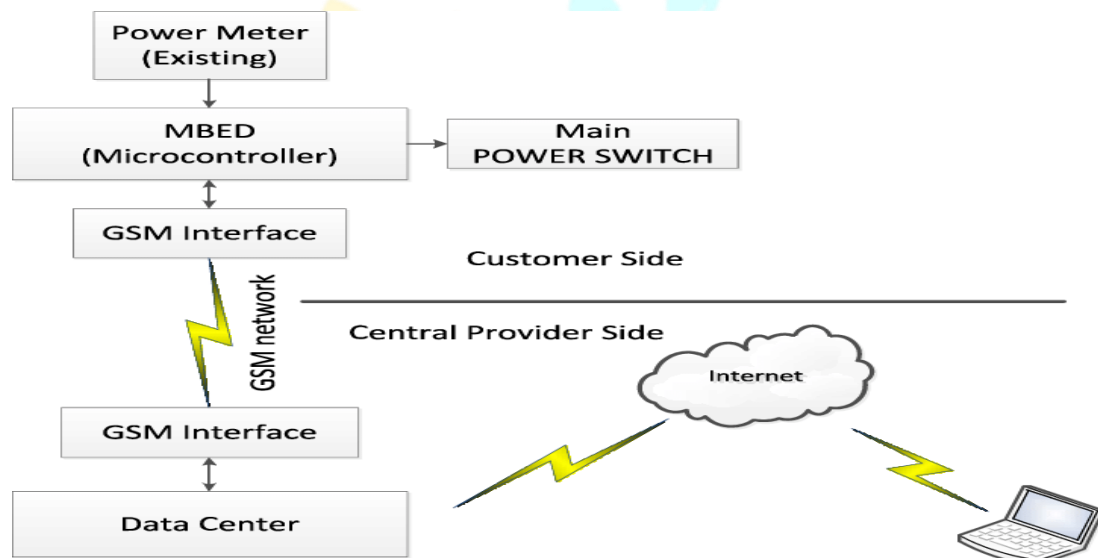 Power Meter
(Existing)
MBED
(Microcontroller)
Main
POWER SWITCH
GSM Interface
Customer Side
GSM network
Central Provider Side
Internet
GSM Interface
Data Center